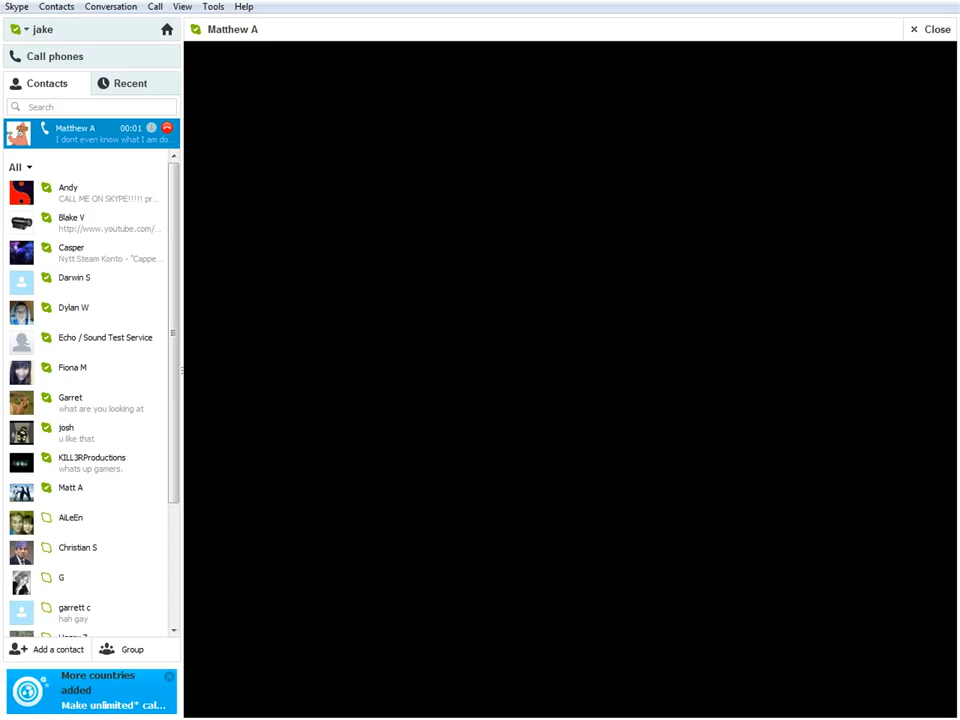 Skype Contacts Conversation Call View Tools Help
jake
Matthew A
Close
Call phones
Contacts Recent
Search
Matthew A 00:01
I dont even know what I am do...
All
Andy
CALL ME ON SKYPE!!!!! pr...
Blake V
http://www.youtube.com/...
Casper
Nytt Steam Konto - "Cappe...
Darwin S
Dylan W
Echo / Sound Test Service
Fiona M
Garret
what are you looking at
josh
u like that
KILL3RProductions
whats up gamers.
Matt A
AiLeEn
Christian S
G
garrett c
hah gay
Add a contact Group
More countries
added
Make unlimited* cal...